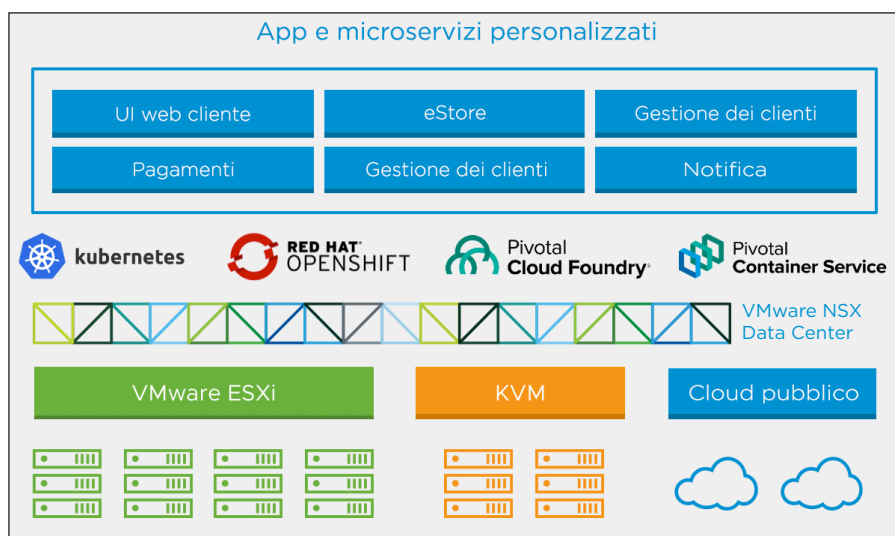 App e microservizi personalizzati
UI web cliente
eStore
Gestione dei clienti
Pagamenti
Gestione dei clienti
Notifica
kubernetes
RED HAT
OPENSHIFT
Pivotal
Cloud Foundry
Pivotal
Container Service
VMware NSX
Data Center
VMware ESXi
KVM
Cloud pubblico